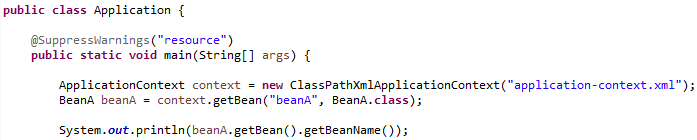 public class Application {
@SuppressWarnings("resource")
public static void main(String[] args) {
ApplicationContext context = new ClassPathXmlApplicationContext("application-context.xml");
BeanA beanA = context.getBean("beanA", BeanA.class);
System.out.println(beanA.getBean().getBeanName());